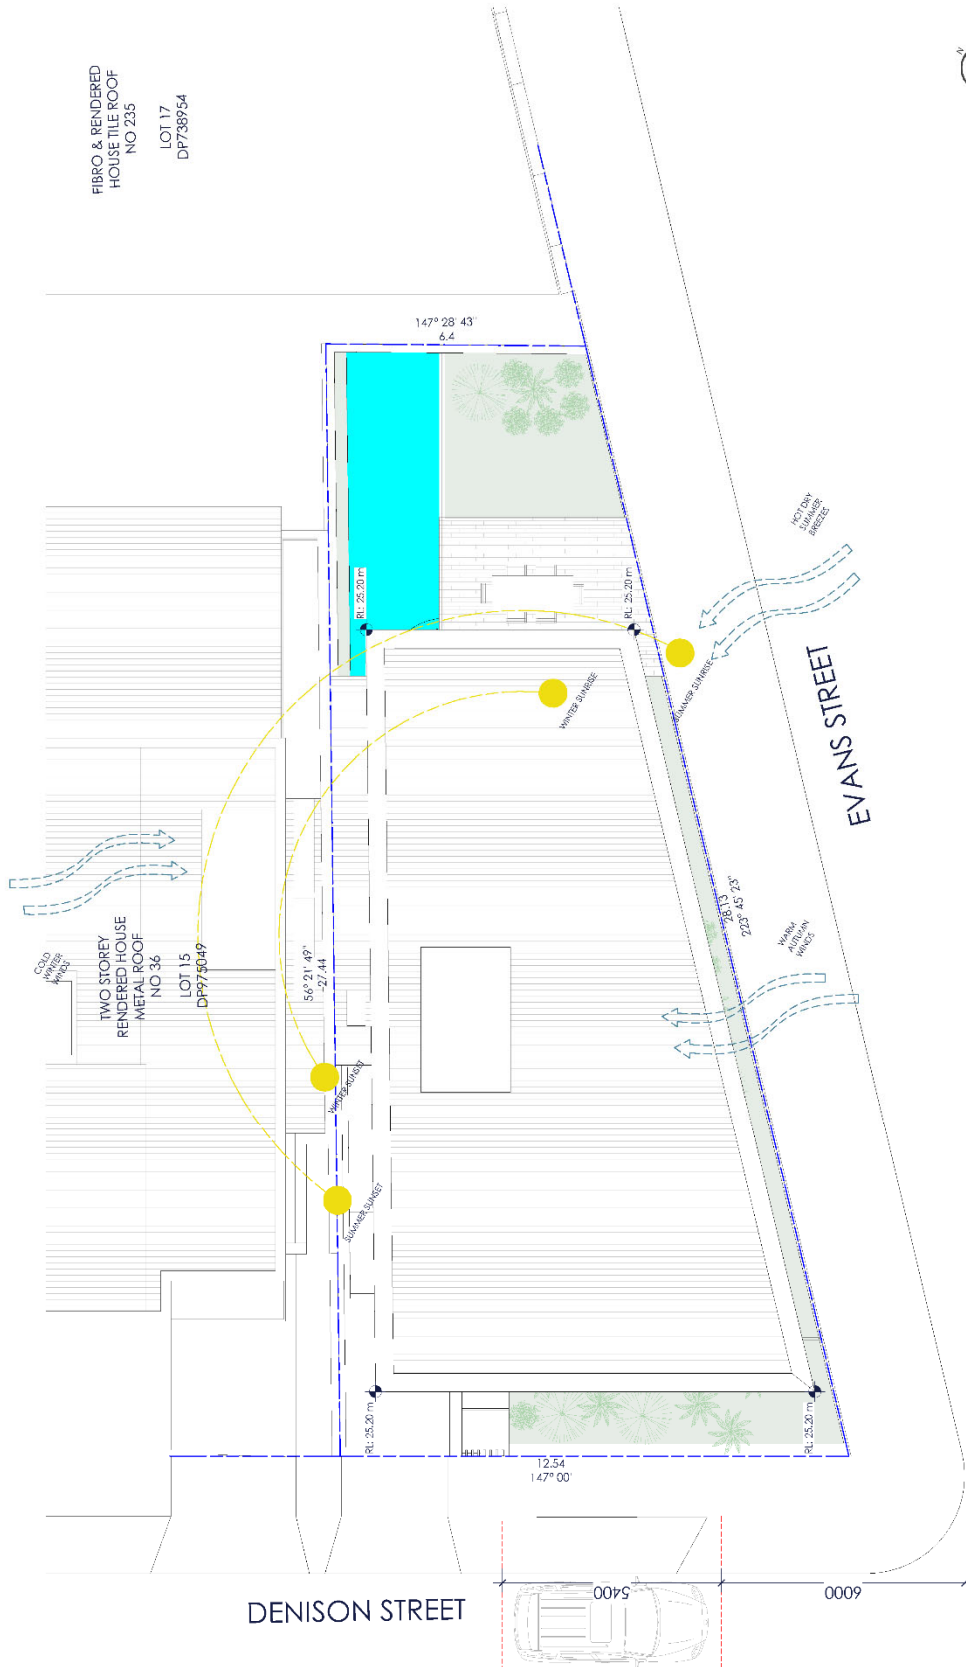 N
FIBRO & RENDERED
HOUSE TILE ROOF
NO 235
LOT 17
DP738954
147° 28' 43"
6.4
HOT DRY
SUMMER
BREEZES
RL: 25.20 m
RL: 25.20 m
SUMMER SUNRISE
WINTER SUNRISE
EVANS STREET
28.13
223° 45' 23"
WARM
AUTUMN
WINDS
COLD
WINTER
WINDS
TWO STOREY
RENDERED HOUSE
METAL ROOF
NO 36
LOT 15
DP975049
56° 21' 49"
~27.44
WINTER SUNSET
SUMMER SUNSET
RL: 25.20 m
RL: 25.20 m
12.54
147° 00'
DENISON STREET
5400
6000